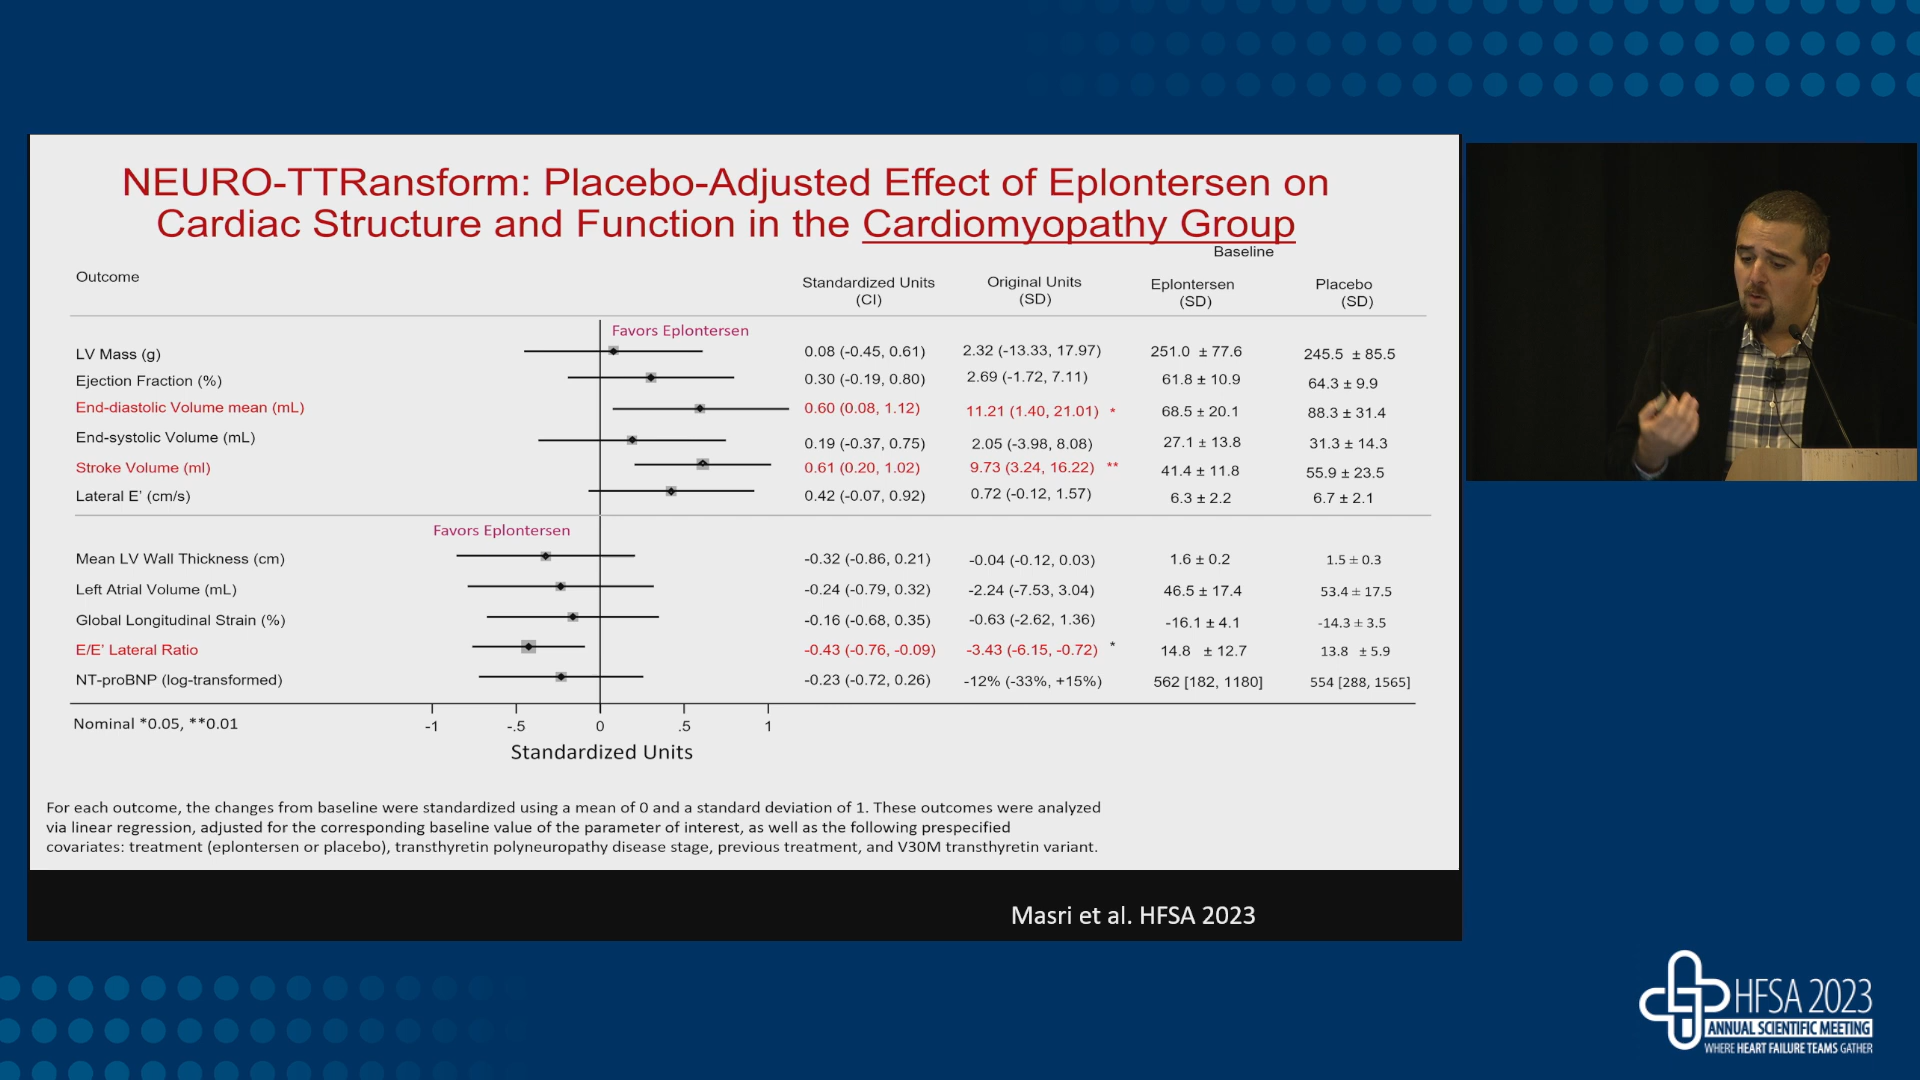 NEURO-TTRansform: Placebo-Adjusted Effect of Eplontersen on
Cardiac Structure and Function in the Cardiomyopathy Group
Baseline
Outcome Standardized Units (CI) Original Units (SD) Eplontersen (SD) Placebo (SD)
Favors Eplontersen
LV Mass (g) 0.08 (-0.45, 0.61) 2.32 (-13.33, 17.97) 251.0 ± 77.6 245.5 ± 85.5
Ejection Fraction (%) 0.30 (-0.19, 0.80) 2.69 (-1.72, 7.11) 61.8 ± 10.9 64.3 ± 9.9
End-diastolic Volume mean (mL) 0.60 (0.08, 1.12) 11.21 (1.40, 21.01) * 68.5 ± 20.1 88.3 ± 31.4
End-systolic Volume (mL) 0.19 (-0.37, 0.75) 2.05 (-3.98, 8.08) 27.1 ± 13.8 31.3 ± 14.3
Stroke Volume (ml) 0.61 (0.20, 1.02) 9.73 (3.24, 16.22) ** 41.4 ± 11.8 55.9 ± 23.5
Lateral E' (cm/s) 0.42 (-0.07, 0.92) 0.72 (-0.12, 1.57) 6.3 ± 2.2 6.7 ± 2.1
Favors Eplontersen
Mean LV Wall Thickness (cm) -0.32 (-0.86, 0.21) -0.04 (-0.12, 0.03) 1.6 ± 0.2 1.5 ± 0.3
Left Atrial Volume (mL) -0.24 (-0.79, 0.32) -2.24 (-7.53, 3.04) 46.5 ± 17.4 53.4 ± 17.5
Global Longitudinal Strain (%) -0.16 (-0.68, 0.35) -0.63 (-2.62, 1.36) -16.1 ± 4.1 -14.3 ± 3.5
E/E' Lateral Ratio -0.43 (-0.76, -0.09) -3.43 (-6.15, -0.72) * 14.8 ± 12.7 13.8 ± 5.9
NT-proBNP (log-transformed) -0.23 (-0.72, 0.26) -12% (-33%, +15%) 562 [182, 1180] 554 [288, 1565]
Nominal *0.05, **0.01 -1 -.5 0 .5 1
Standardized Units
For each outcome, the changes from baseline were standardized using a mean of 0 and a standard deviation of 1. These outcomes were analyzed
via linear regression, adjusted for the corresponding baseline value of the parameter of interest, as well as the following prespecified
covariates: treatment (eplontersen or placebo), transthyretin polyneuropathy disease stage, previous treatment, and V30M transthyretin variant.
Masri et al. HFSA 2023
HFSA 2023
ANNUAL SCIENTIFIC MEETING
WHERE HEART FAILURE TEAMS GATHER